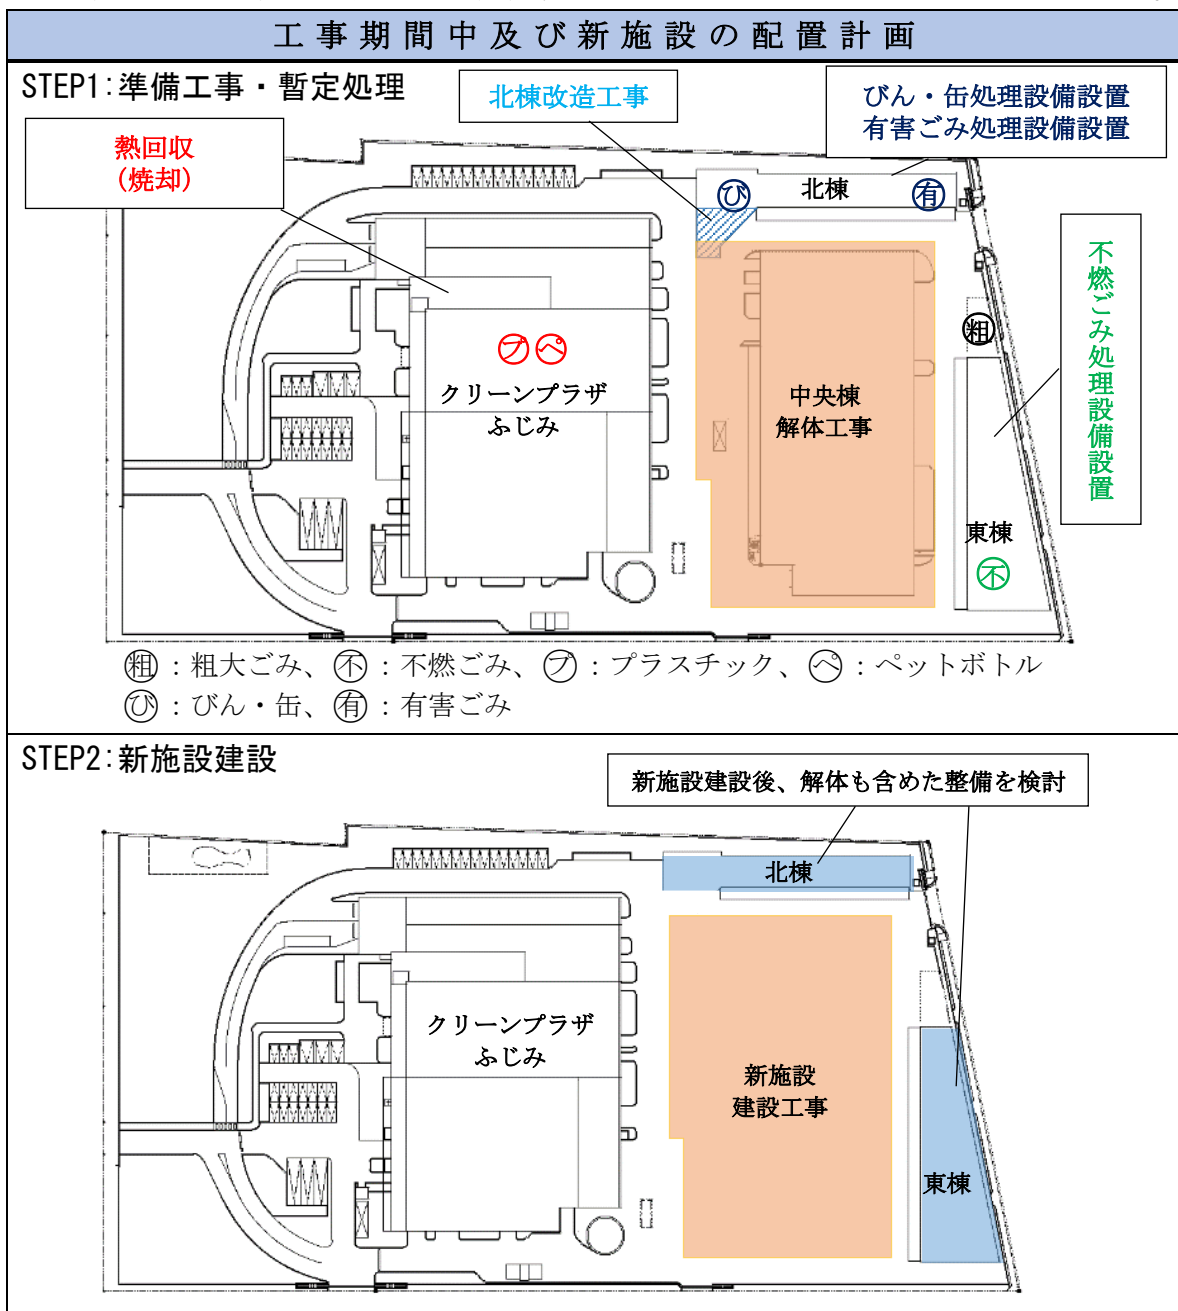 工事期間中及び新施設の配置計画
STEP1:準備工事・暫定処理
北棟改造工事
びん・缶処理設備設置
有害ごみ処理設備設置
熱回収
(焼却)
び
北棟
有
不燃ごみ処理設備設置
粗
プ ペ
クリーンプラザ
ふじみ
中央棟
解体工事
東棟
不
粗:粗大ごみ、不:不燃ごみ、プ:プラスチック、ペ:ペットボトル
び:びん・缶、有:有害ごみ
STEP2:新施設建設
新施設建設後、解体も含めた整備を検討
北棟
クリーンプラザ
ふじみ
新施設
建設工事
東棟